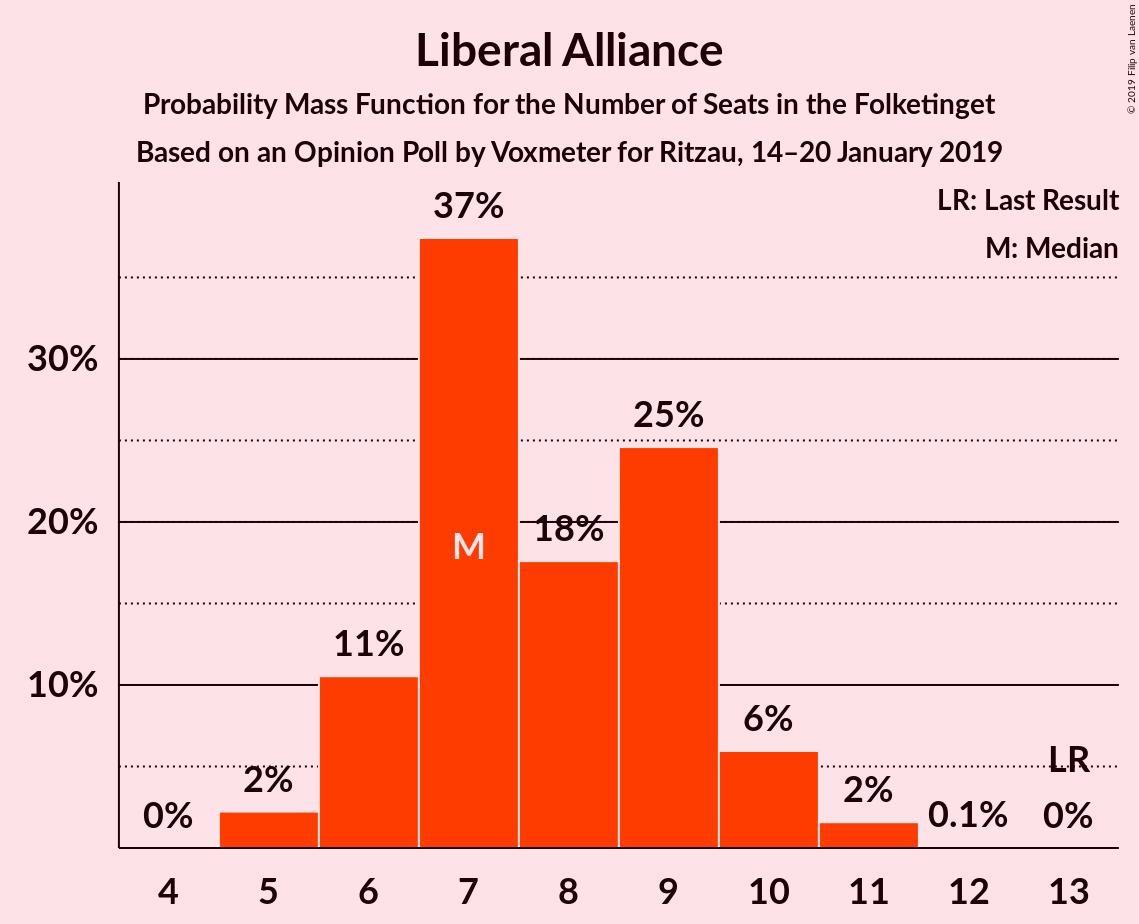 Liberal Alliance
Probability Mass Function for the Number of Seats in the Folketinget
Based on an Opinion Poll by Voxmeter for Ritzau, 14–20 January 2019
© 2019 Filip van Laenen
LR: Last Result
M: Median
30%
20%
10%
0%
2%
11%
37%
M
18%
25%
6%
2%
0.1%
LR
0%
4 5 6 7 8 9 10 11 12 13